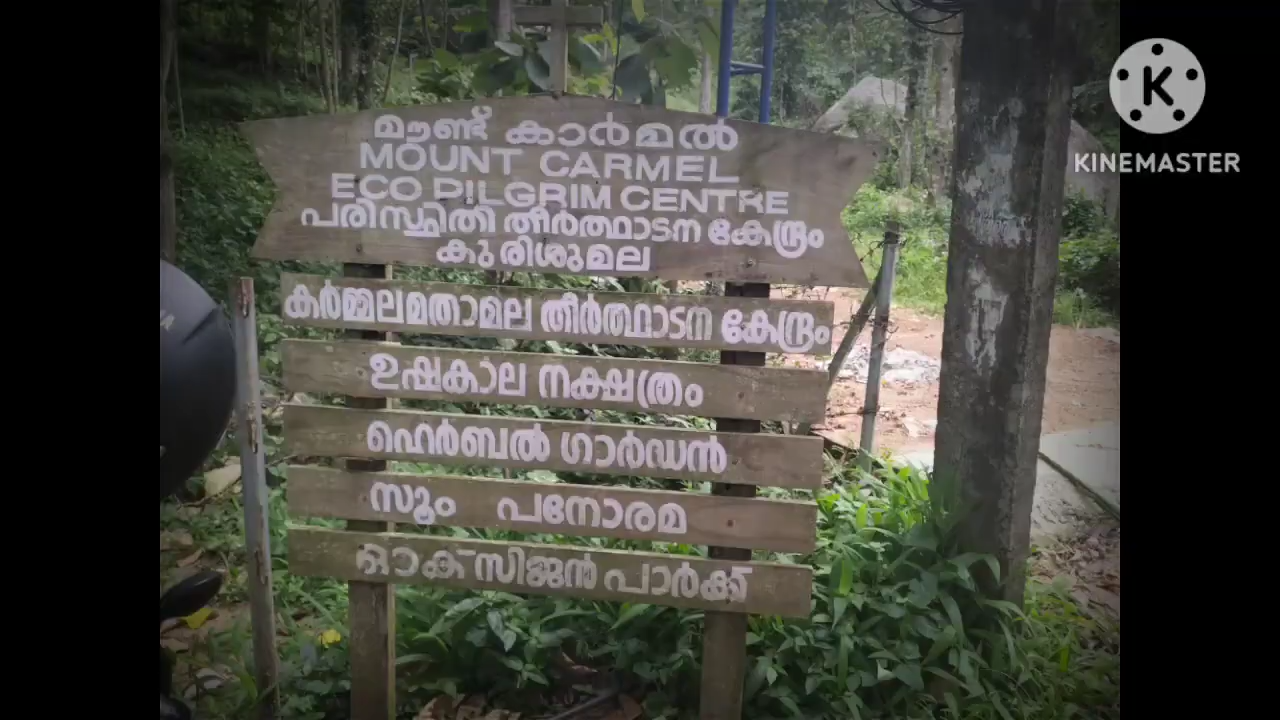 മൗണ്ട് കാർമൽ
MOUNT CARMEL
ECO PILGRIM CENTRE
പരിസ്ഥിതി തീർത്ഥാടന കേന്ദ്രം
കുരിശുമല
കർമ്മലമതാമല തീർത്ഥാടന കേന്ദ്രം
ഉഷകാല നക്ഷത്രം
ഹെർബൽ ഗാർഡൻ
സൂം പനോരമ
ഓക്സിജൻ പാർക്ക്
K
KINEMASTER